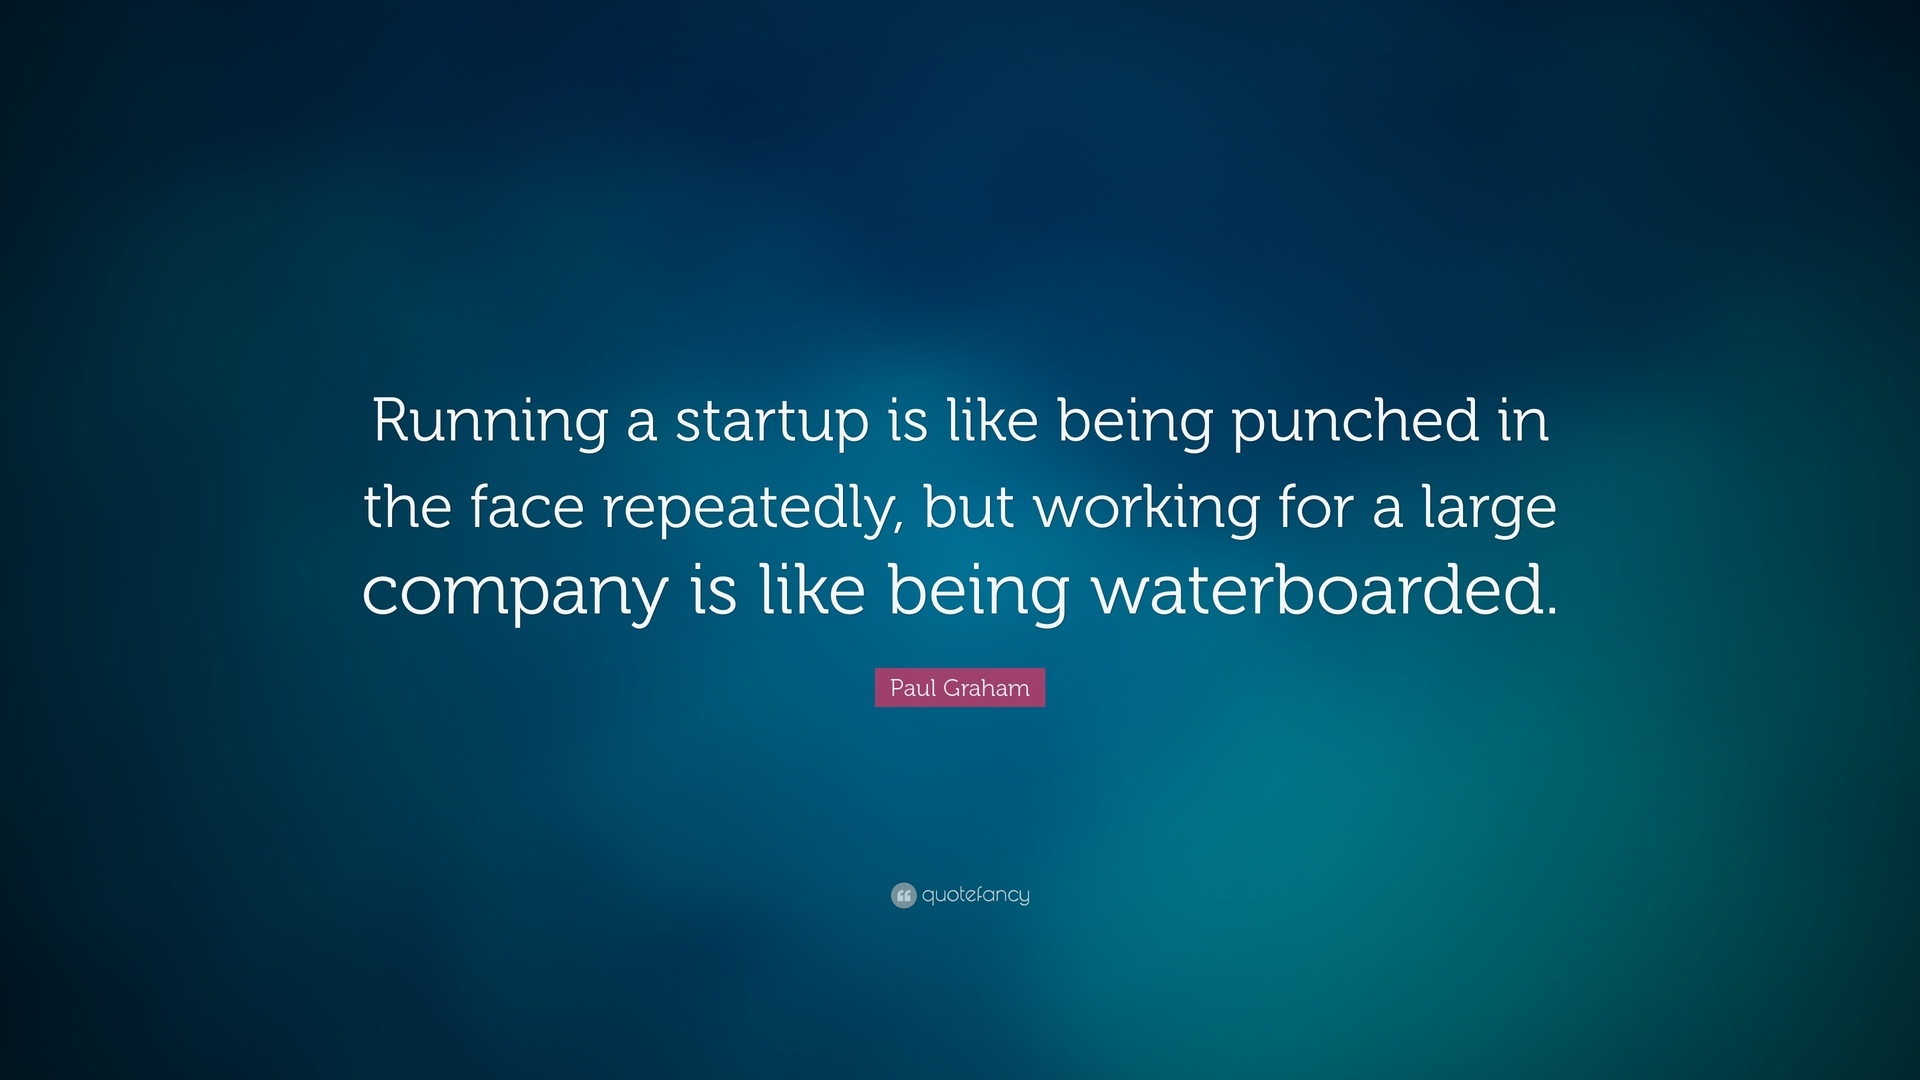 Running a startup is like being punched in
the face repeatedly, but working for a large
company is like being waterboarded.
Paul Graham
quotefancy